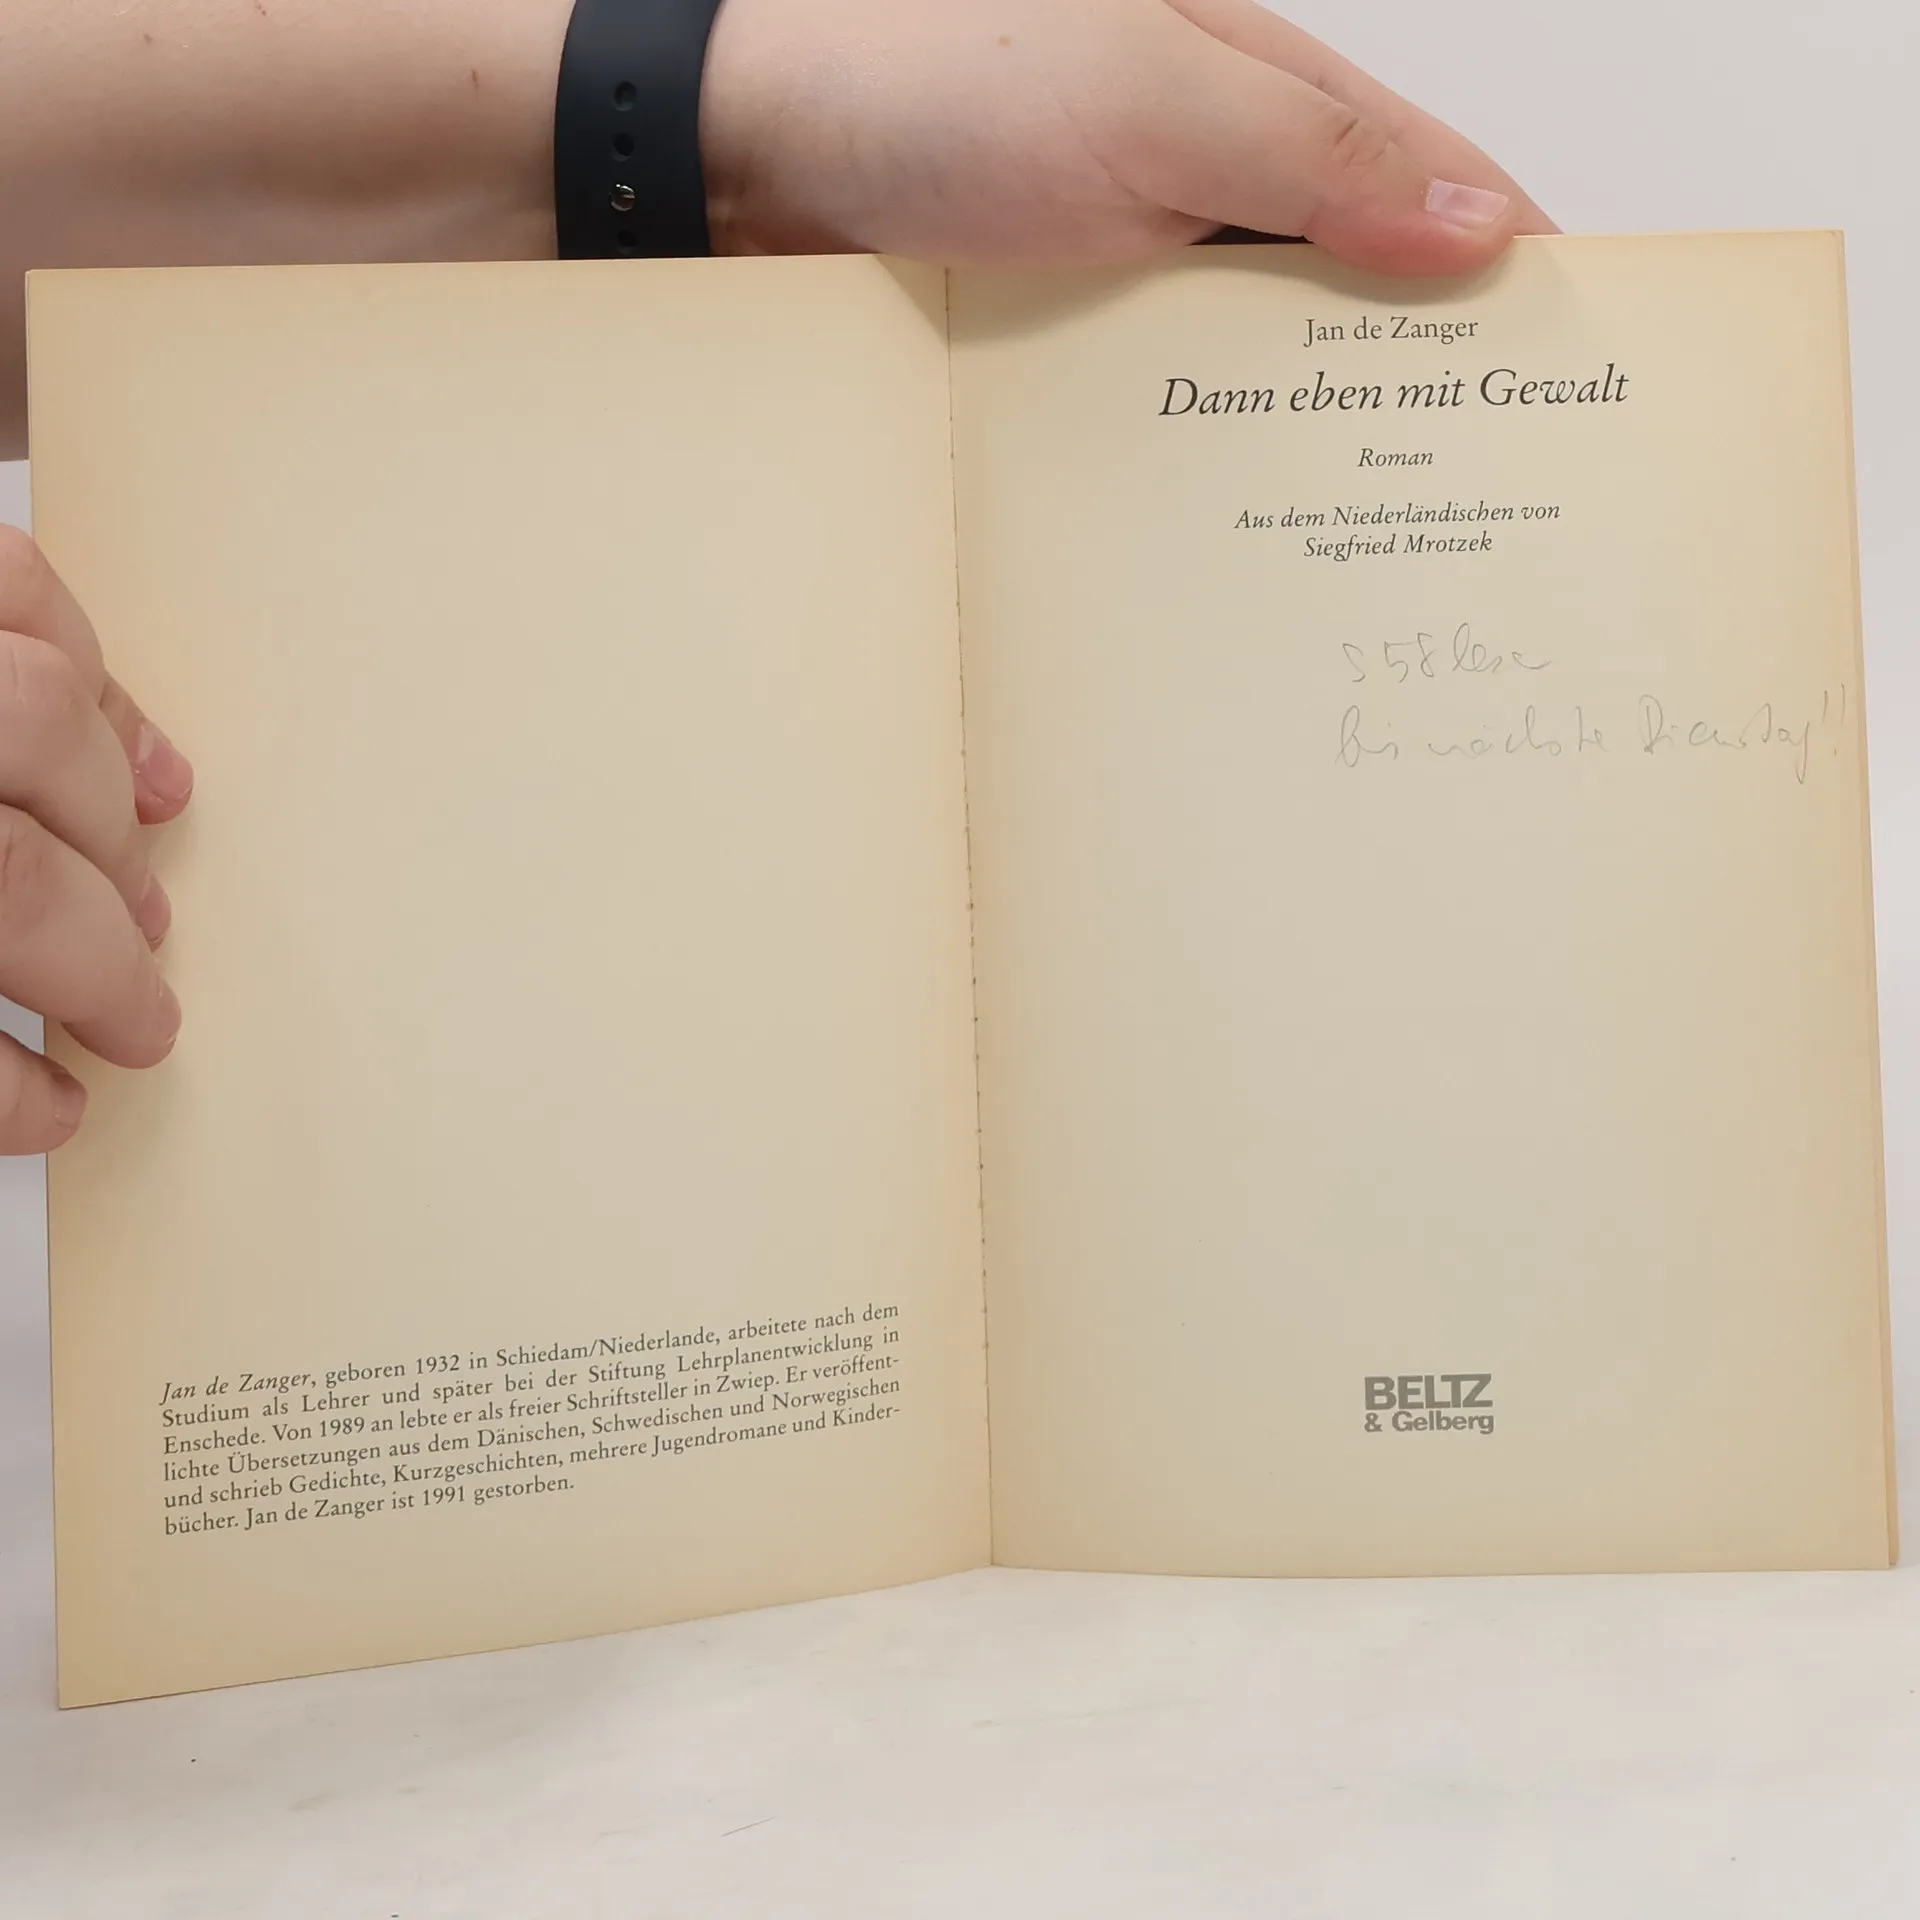 Jan de Zanger, geboren 1932 in Schiedam/Niederlande, arbeitete nach dem
Studium als Lehrer und später bei der Stiftung Lehrplanentwicklung in
Enschede. Von 1989 an lebte er als freier Schriftsteller in Zwiep. Er veröffent-
lichte Übersetzungen aus dem Dänischen, Schwedischen und Norwegischen
und schrieb Gedichte, Kurzgeschichten, mehrere Jugendromane und Kinder-
bücher. Jan de Zanger ist 1991 gestorben.
Jan de Zanger
Dann eben mit Gewalt
Roman
Aus dem Niederländischen von
Siegfried Mrotzek
S 58 lesen
bis nächste Dienstag!!
BELTZ
& Gelberg